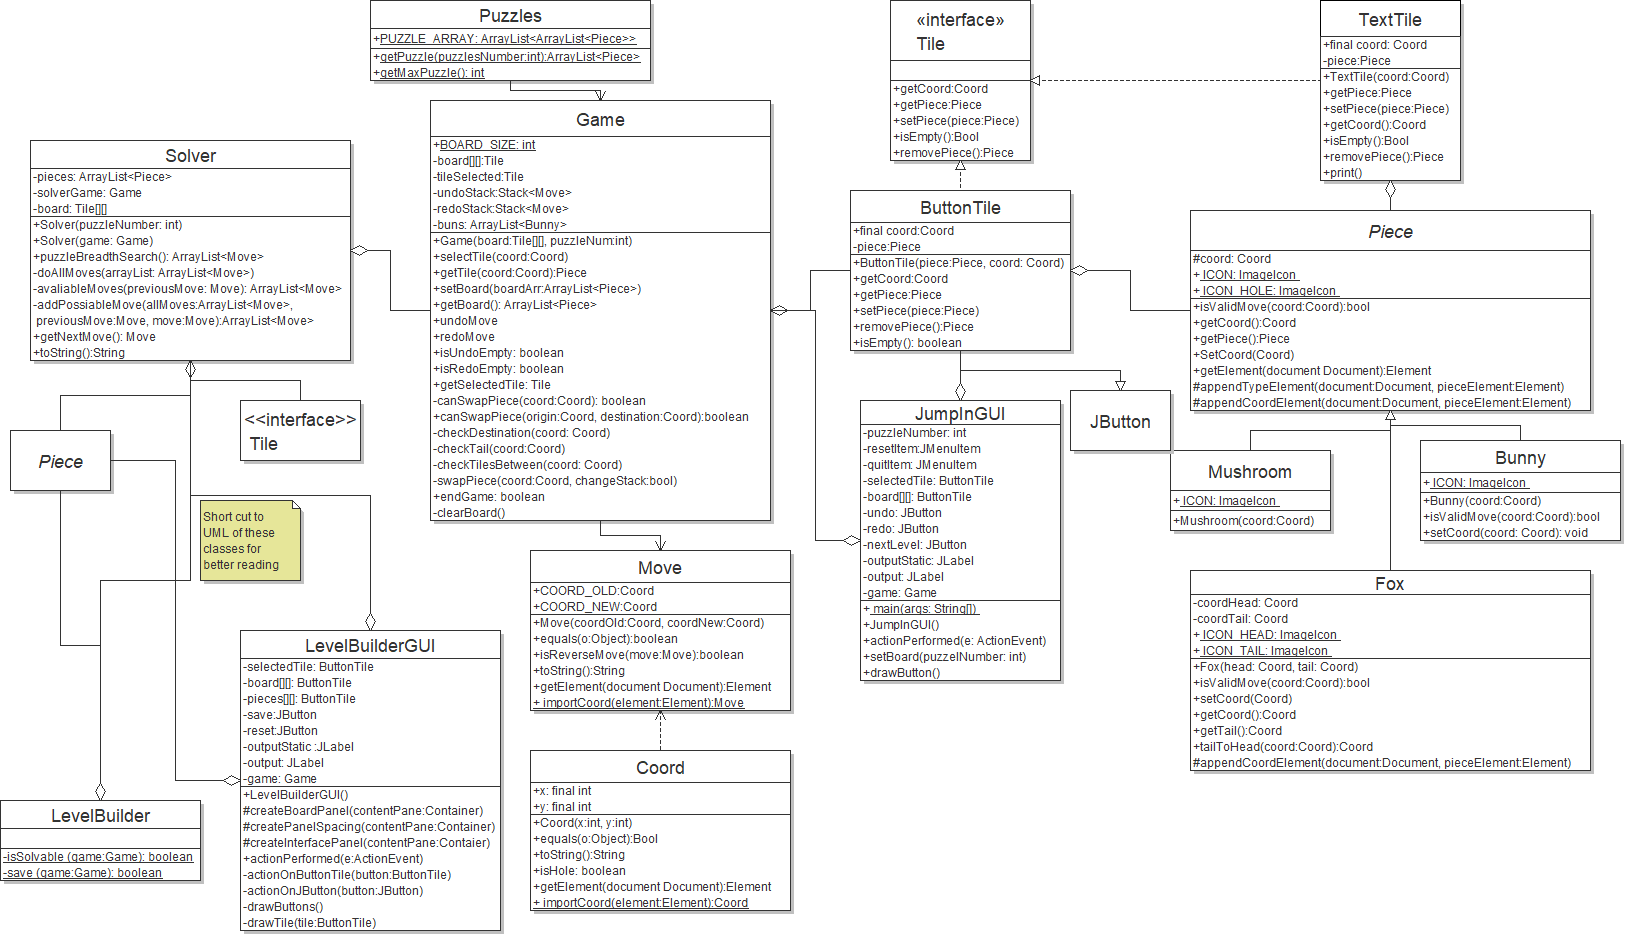 Puzzles
+PUZZLE_ARRAY: ArrayList<ArrayList<Piece>>
+getPuzzle(puzzlesNumber:int):ArrayList<Piece>
+getMaxPuzzle(): int
Game
+BOARD_SIZE: int
-board[][]:Tile
-tileSelected:Tile
-undoStack:Stack<Move>
-redoStack:Stack<Move>
-buns: ArrayList<Bunny>
+Game(board:Tile[][], puzzleNum:int)
+selectTile(coord:Coord)
+getTile(coord:Coord):Piece
+setBoard(boardArr:ArrayList<Piece>)
+getBoard(): ArrayList<Piece>
+undoMove
+redoMove
+isUndoEmpty: boolean
+isRedoEmpty: boolean
+getSelectedTile: Tile
-canSwapPiece(coord:Coord): boolean
+canSwapPiece(origin:Coord, destination:Coord):boolean
-checkDestination(coord: Coord)
-checkTail(coord:Coord)
-checkTilesBetween(coord: Coord)
-swapPiece(coord:Coord, changeStack:bool)
+endGame: boolean
-clearBoard()
Solver
-pieces: ArrayList<Piece>
-solverGame: Game
-board: Tile[][]
+Solver(puzzleNumber: int)
+Solver(game: Game)
+puzzleBreadthSearch(): ArrayList<Move>
-doAllMoves(arrayList: ArrayList<Move>)
-avaliableMoves(previousMove: Move): ArrayList<Move>
-addPossiableMove(allMoves:ArrayList<Move>,
previousMove:Move, move:Move):ArrayList<Move>
+getNextMove(): Move
+toString():String
<<interface>>
Tile
Piece
Short cut to
UML of these
classes for
better reading
LevelBuilder
-isSolvable (game:Game): boolean
-save (game:Game): boolean
LevelBuilderGUI
-selectedTile: ButtonTile
-board[][]: ButtonTile
-pieces[][]: ButtonTile
-save:JButton
-reset:JButton
-outputStatic :JLabel
-output: JLabel
-game: Game
+LevelBuilderGUI()
#createBoardPanel(contentPane:Container)
#createPanelSpacing(contentPane:Container)
#createInterfacePanel(contentPane:Contaier)
+actionPerformed(e:ActionEvent)
-actionOnButtonTile(button:ButtonTile)
-actionOnJButton(button:JButton)
-drawButtons()
-drawTile(tile:ButtonTile)
Move
+COORD_OLD:Coord
+COORD_NEW:Coord
+Move(coordOld:Coord, coordNew:Coord)
+equals(o:Object):boolean
+isReverseMove(move:Move):boolean
+toString():String
+getElement(document Document):Element
+ importCoord(element:Element):Move
Coord
+x: final int
+y: final int
+Coord(x:int, y:int)
+equals(o:Object):Bool
+toString():String
+isHole: boolean
+getElement(document Document):Element
+ importCoord(element:Element):Coord
«interface»
Tile
+getCoord:Coord
+getPiece:Piece
+setPiece(piece:Piece)
+isEmpty():Bool
+removePiece():Piece
ButtonTile
+final coord:Coord
-piece:Piece
+ButtonTile(piece:Piece, coord: Coord)
+getCoord:Coord
+getPiece:Piece
+setPiece(piece:Piece)
+removePiece():Piece
+isEmpty(): boolean
JumpInGUI
-puzzleNumber: int
-resetItem:JMenuItem
-quitItem: JMenuItem
-selectedTile: ButtonTile
-board[][]: ButtonTile
-undo: JButton
-redo: JButton
-nextLevel: JButton
-outputStatic: JLabel
-output: JLabel
-game: Game
+ main(args: String[])
+JumpInGUI()
+actionPerformed(e: ActionEvent)
+setBoard(puzzelNumber: int)
+drawButton()
JButton
TextTile
+final coord: Coord
-piece:Piece
+TextTile(coord:Coord)
+getPiece:Piece
+setPiece(piece:Piece)
+getCoord():Coord
+isEmpty():Bool
+removePiece():Piece
+print()
Piece
#coord: Coord
+ ICON: ImageIcon
+ ICON_HOLE: ImageIcon
+isValidMove(coord:Coord):bool
+getCoord():Coord
+getPiece():Piece
+SetCoord(Coord)
+getElement(document Document):Element
#appendTypeElement(document:Document, pieceElement:Element)
#appendCoordElement(document:Document, pieceElement:Element)
Mushroom
+ ICON: ImageIcon
+Mushroom(coord:Coord)
Bunny
+ ICON: ImageIcon
+Bunny(coord:Coord)
+isValidMove(coord:Coord):bool
+setCoord(coord: Coord): void
Fox
-coordHead: Coord
-coordTail: Coord
+ ICON_HEAD: ImageIcon
+ ICON_TAIL: ImageIcon
+Fox(head: Coord, tail: Coord)
+isValidMove(coord:Coord):bool
+setCoord(Coord)
+getCoord():Coord
+getTail():Coord
+tailToHead(coord:Coord):Coord
#appendCoordElement(document:Document, pieceElement:Element)